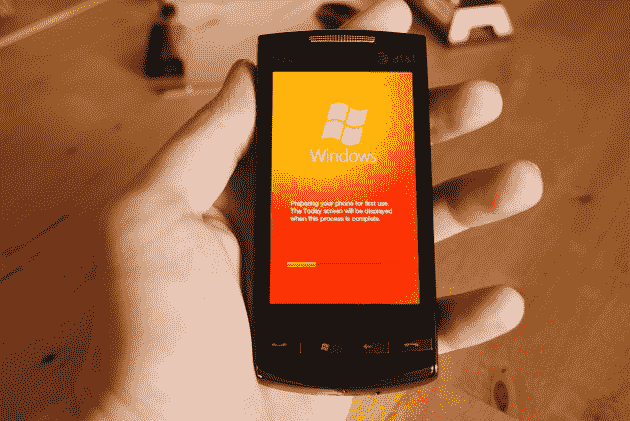 at&t
Windows
Preparing your phone for first use.
The Today screen will be displayed
when this process is complete.